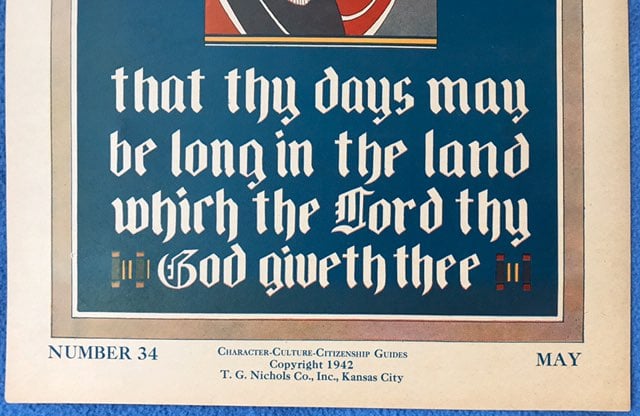 that thy days may
be long in the land
which the Lord thy
God giveth thee
NUMBER 34
CHARACTER-CULTURE-CITIZENSHIP GUIDES
Copyright 1942
T. G. Nichols Co., Inc., Kansas City
MAY